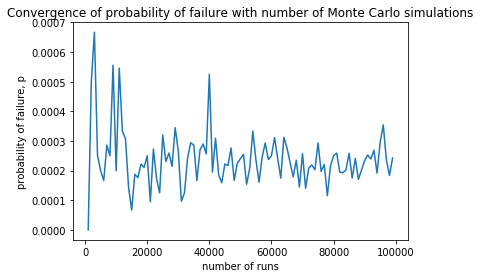 Convergence of probability of failure with number of Monte Carlo simulations
0.0007
0.0006
0.0005
0.0004
0.0003
0.0002
0.0001
0.0000
probability of failure, p
0 20000 40000 60000 80000 100000
number of runs